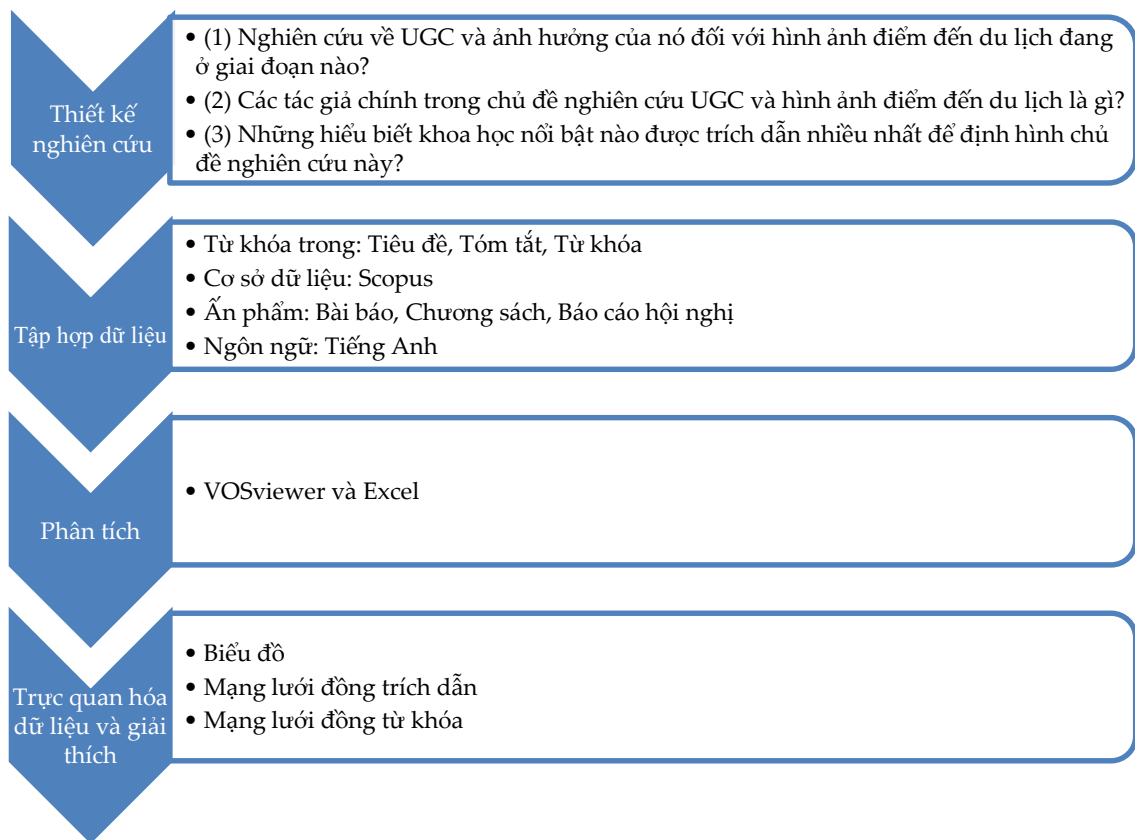 Thiết kế
nghiên cứu
• (1) Nghiên cứu về UGC và ảnh hưởng của nó đối với hình ảnh điểm đến du lịch đang
ở giai đoạn nào?
• (2) Các tác giả chính trong chủ đề nghiên cứu UGC và hình ảnh điểm đến du lịch là gì?
• (3) Những hiểu biết khoa học nổi bật nào được trích dẫn nhiều nhất để định hình chủ
đề nghiên cứu này?
Tập hợp dữ liệu
• Từ khóa trong: Tiêu đề, Tóm tắt, Từ khóa
• Cơ sở dữ liệu: Scopus
• Ấn phẩm: Bài báo, Chương sách, Báo cáo hội nghị
• Ngôn ngữ: Tiếng Anh
Phân tích
• VOSviewer và Excel
Trực quan hóa
dữ liệu và giải
thích
• Biểu đồ
• Mạng lưới đồng trích dẫn
• Mạng lưới đồng từ khóa